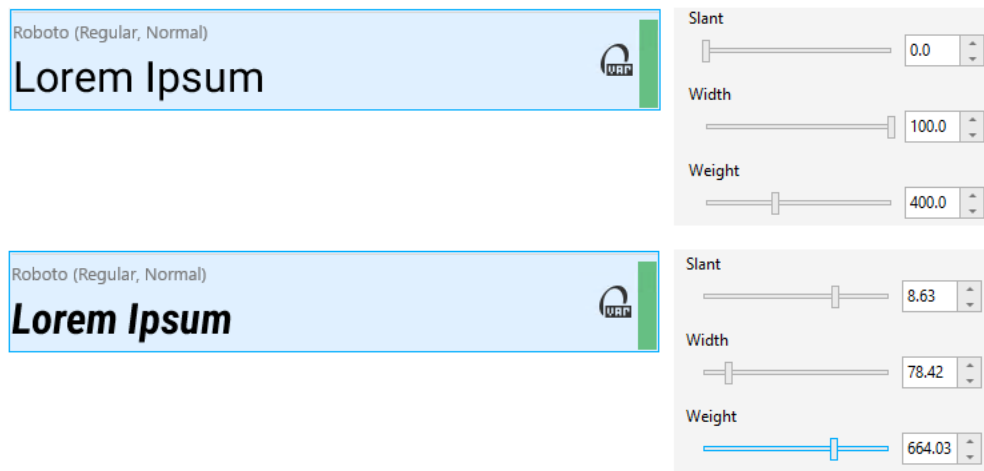 Roboto (Regular, Normal)
Lorem Ipsum
VAR
Slant
0.0
Width
100.0
Weight
400.0
Roboto (Regular, Normal)
Lorem Ipsum
VAR
Slant
8.63
Width
78.42
Weight
664.03